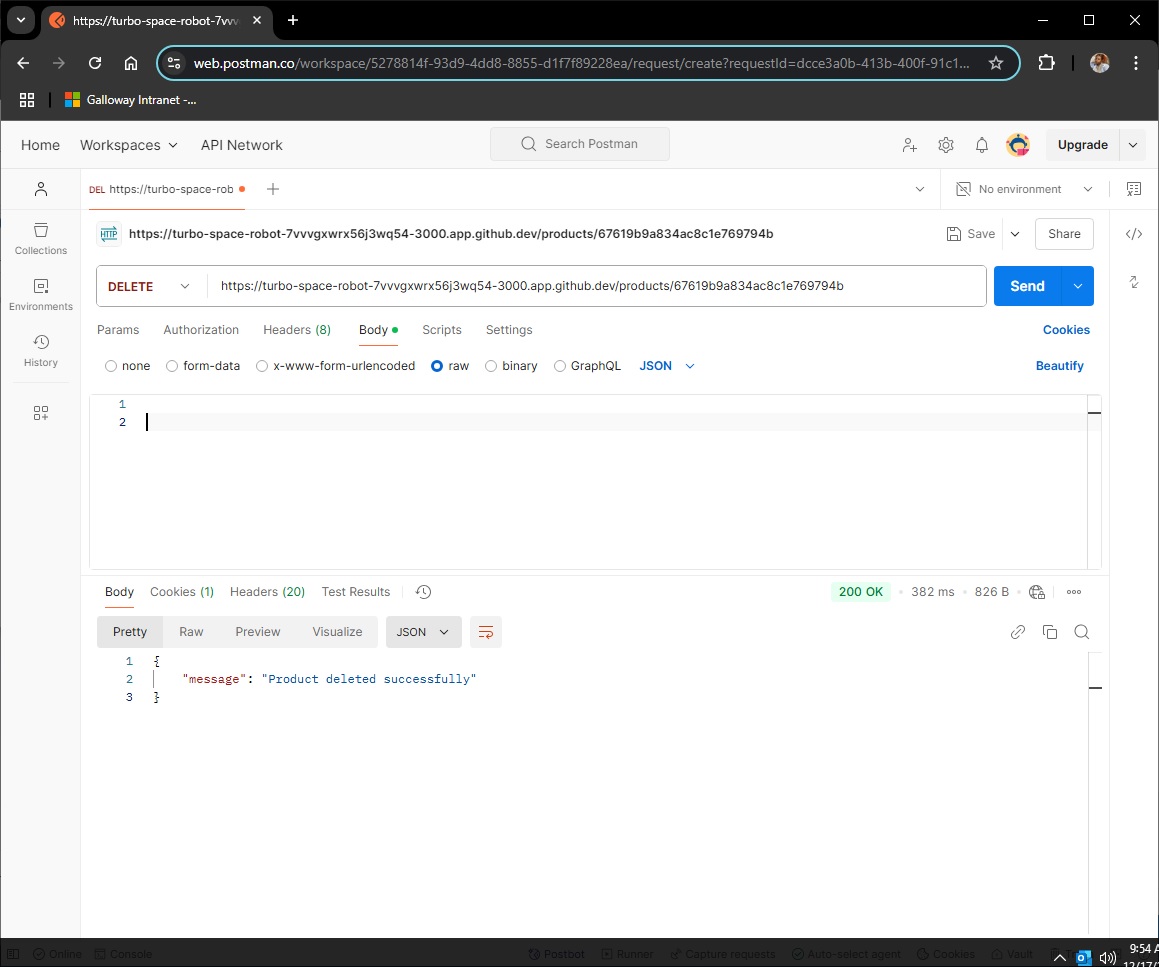 https://turbo-space-robot-7vvv
web.postman.co/workspace/5278814f-93d9-4dd8-8855-d1f7f89228ea/request/create?requestId=dcce3a0b-413b-400f-91c1...
Galloway Intranet -...
Home Workspaces API Network Search Postman Upgrade
DEL https://turbo-space-rob No environment
HTTP https://turbo-space-robot-7vvvgxwrx56j3wq54-3000.app.github.dev/products/67619b9a834ac8c1e769794b Save Share
Collections
DELETE https://turbo-space-robot-7vvvgxwrx56j3wq54-3000.app.github.dev/products/67619b9a834ac8c1e769794b Send
Environments
Params Authorization Headers (8) Body Scripts Settings Cookies
History
none form-data x-www-form-urlencoded raw binary GraphQL JSON Beautify
1
2
Body Cookies (1) Headers (20) Test Results 200 OK 382 ms 826 B
Pretty Raw Preview Visualize JSON
1 {
2 "message": "Product deleted successfully"
3 }
Online Console Postbot Runner Capture requests Auto-select agent Cookies Vault
9:54 A
12/17/